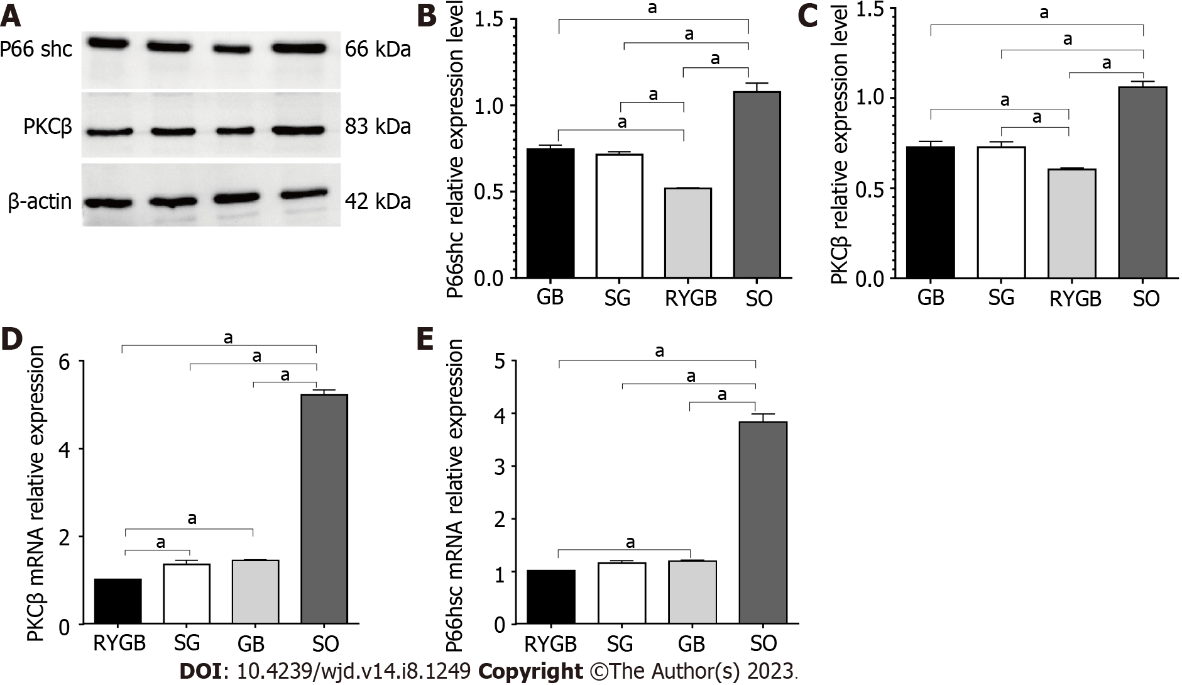 A
P66 shc 66 kDa
PKCβ 83 kDa
β-actin 42 kDa
B
P66shc relative expression level
1.5
1.0
0.5
0.0
a
a
a
a
a
GB SG RYGB SO
C
PKCβ relative expression level
1.5
1.0
0.5
0.0
a
a
a
a
a
GB SG RYGB SO
D
PKCβ mRNA relative expression
6
4
2
0
a
a
a
a
a
RYGB SG GB SO
E
P66hsc mRNA relative expression
5
4
3
2
1
0
a
a
a
a
RYGB SG GB SO
DOI: 10.4239/wjd.v14.i8.1249 Copyright ©The Author(s) 2023.